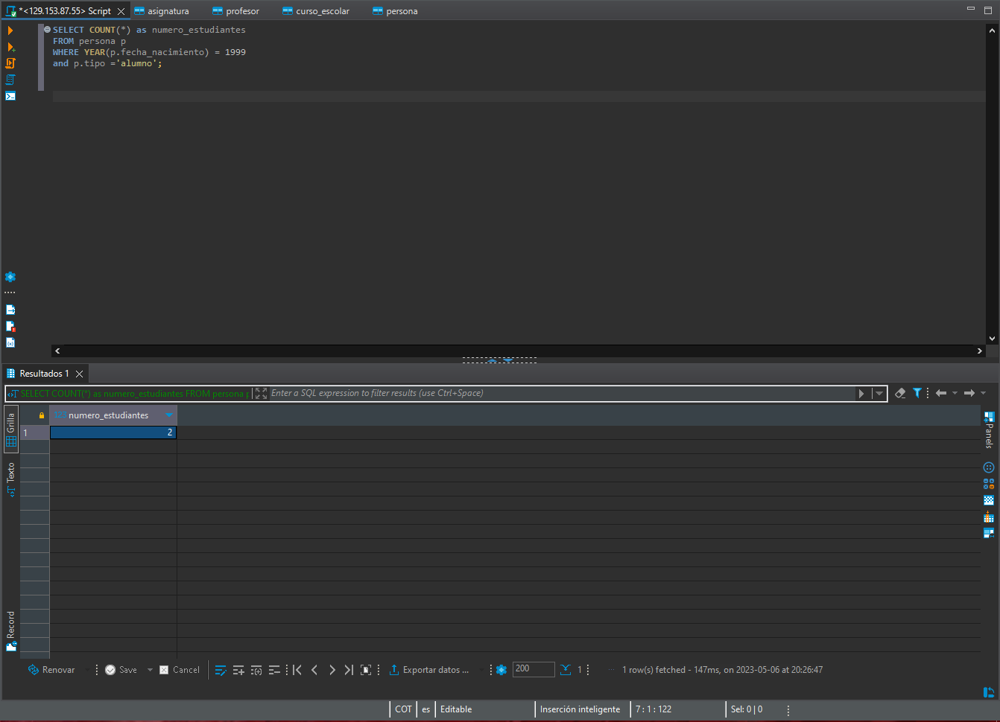 *<129.153.87.55> Script
asignatura
profesor
curso_escolar
persona
SELECT COUNT(*) as numero_estudiantes
FROM persona p
WHERE YEAR(p.fecha_nacimiento) = 1999
and p.tipo ='alumno';
Resultados 1
SELECT COUNT(*) as numero_estudiantes FROM persona p
Enter a SQL expression to filter results (use Ctrl+Space)
Grilla
Texto
Record
123 numero_estudiantes
1
2
Panels
Renovar
Save
Cancel
Exportar datos ...
200
1
1 row(s) fetched - 147ms, on 2023-05-06 at 20:26:47
COT
es
Editable
Inserción inteligente
7 : 1 : 122
Sel: 0 | 0